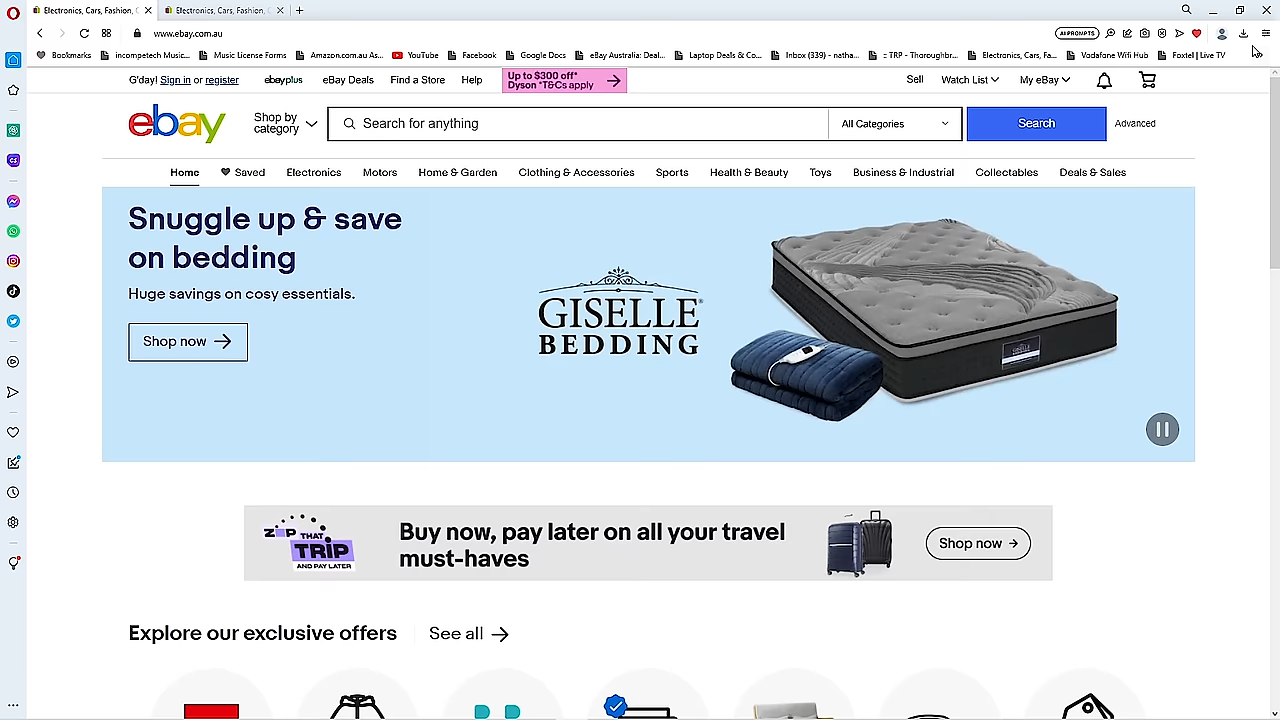 Electronics, Cars, Fashion, C
Electronics, Cars, Fashion, C
www.ebay.com.au
AI PROMPTS
Bookmarks
incompetech Music...
Music License Forms
Amazon.com.au As...
YouTube
Facebook
Google Docs
eBay Australia: Deal...
Laptop Deals & Co...
Inbox (339) - natha...
:: TRP - Thoroughbr...
Electronics, Cars, Fa...
Vodafone Wifi Hub
Foxtel | Live TV
G'day! Sign in or register
ebayplus
eBay Deals
Find a Store
Help
Up to $300 off*
Dyson *T&Cs apply
Sell
Watch List
My eBay
ebay
Shop by
category
Search for anything
All Categories
Search
Advanced
Home
Saved
Electronics
Motors
Home & Garden
Clothing & Accessories
Sports
Health & Beauty
Toys
Business & Industrial
Collectables
Deals & Sales
Snuggle up & save
on bedding
Huge savings on cosy essentials.
Shop now
GISELLE
BEDDING
ZIP THAT
TRIP
AND PAY LATER
Buy now, pay later on all your travel
must-haves
Shop now
Explore our exclusive offers
See all